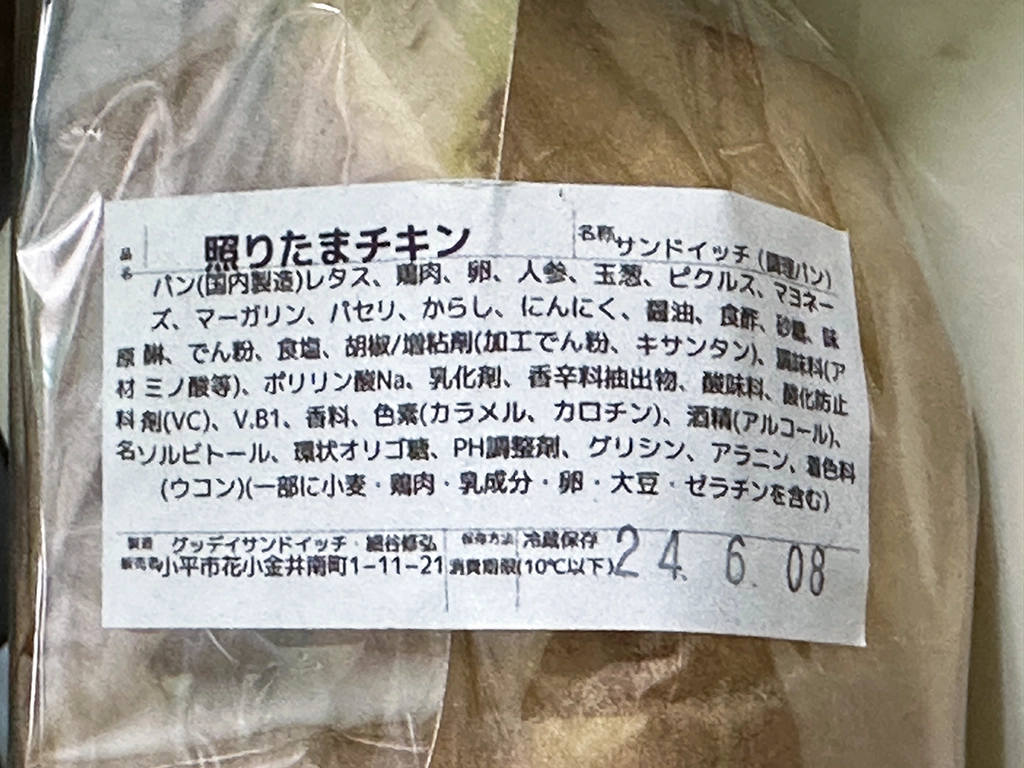 品名 照りたまチキン 名称 サンドイッチ(調理パン)
パン(国内製造)レタス、鶏肉、卵、人参、玉葱、ピクルス、マヨネー
ズ、マーガリン、パセリ、からし、にんにく、醤油、食酢、砂糖、味
原 醂、でん粉、食塩、胡椒/増粘剤(加工でん粉、キサンタン)、調味料(ア
材 ミノ酸等)、ポリリン酸Na、乳化剤、香辛料抽出物、酸味料、酸化防止
料 剤(VC)、V.B1、香料、色素(カラメル、カロチン)、酒精(アルコール)、
名 ソルビトール、環状オリゴ糖、PH調整剤、グリシン、アラニン、着色料
(ウコン)(一部に小麦・鶏肉・乳成分・卵・大豆・ゼラチンを含む)
製造 グッデイサンドイッチ・細谷修弘 保存方法 冷蔵保存
販売者 小平市花小金井南町1-11-21 消費期限 (10℃以下) 24. 6. 08